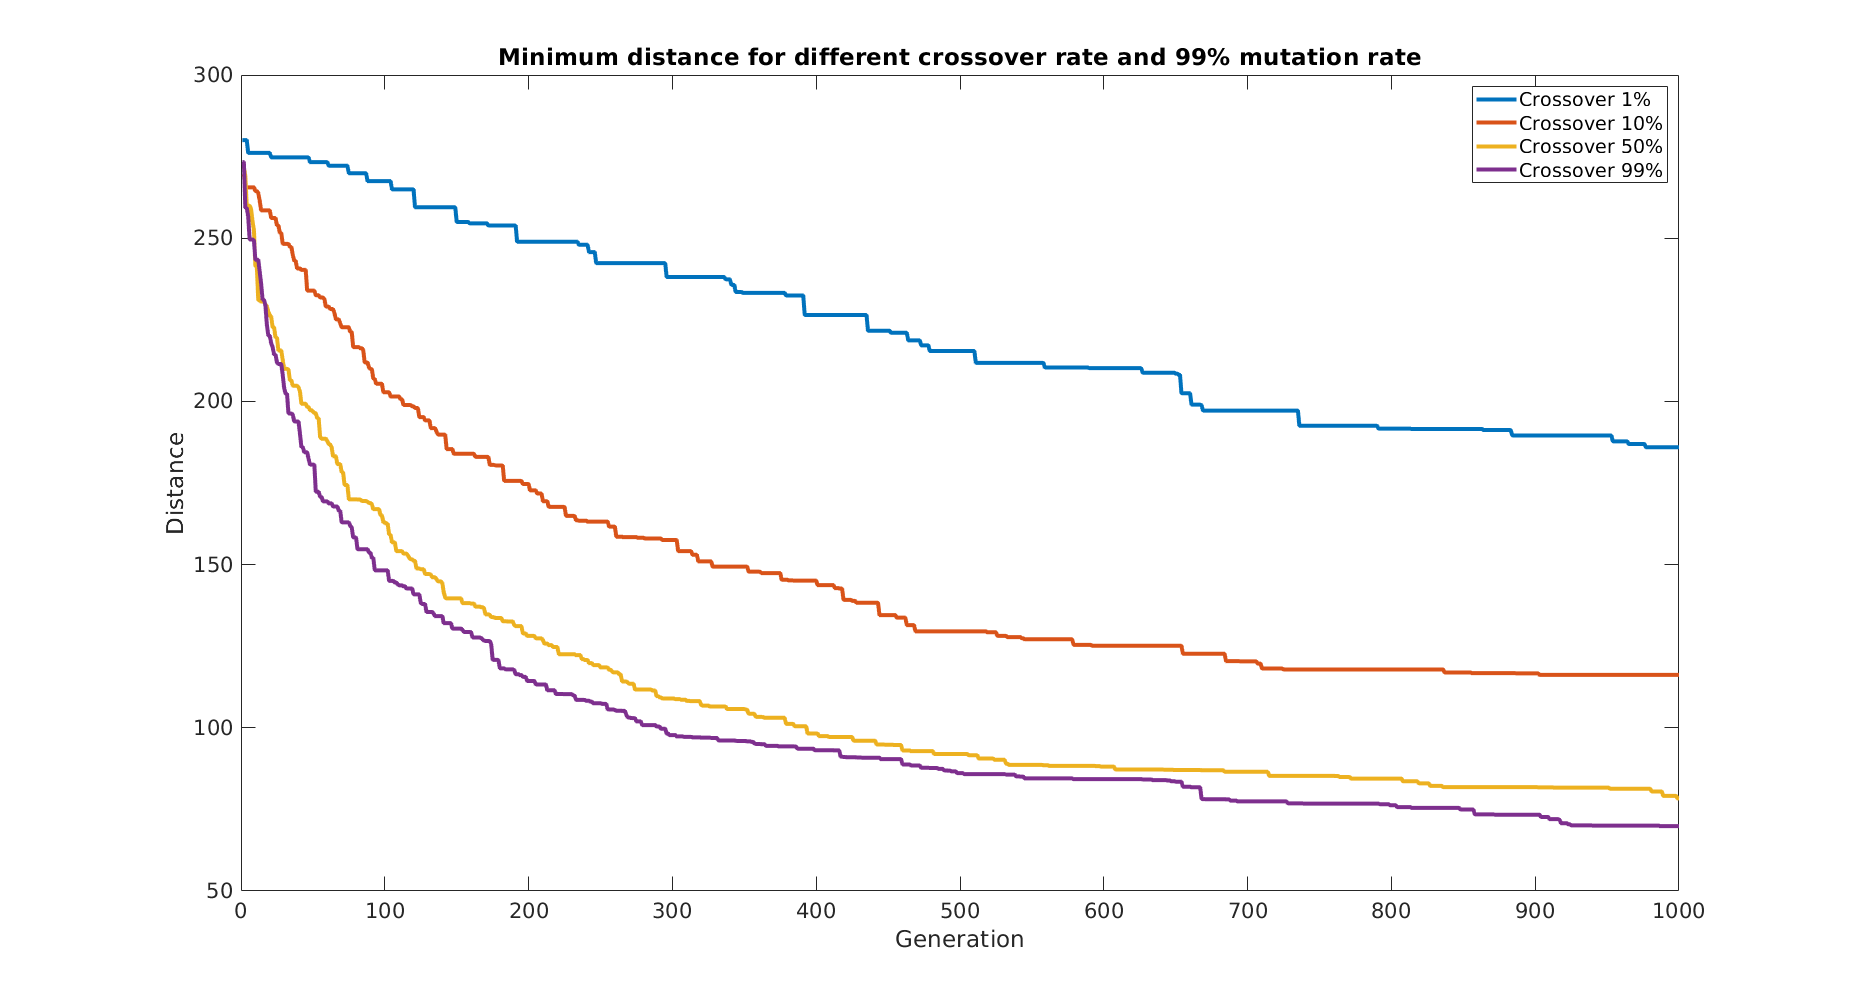 Minimum distance for different crossover rate and 99% mutation rate
Crossover 1%
Crossover 10%
Crossover 50%
Crossover 99%
Distance
300
250
200
150
100
50
0 100 200 300 400 500 600 700 800 900 1000
Generation